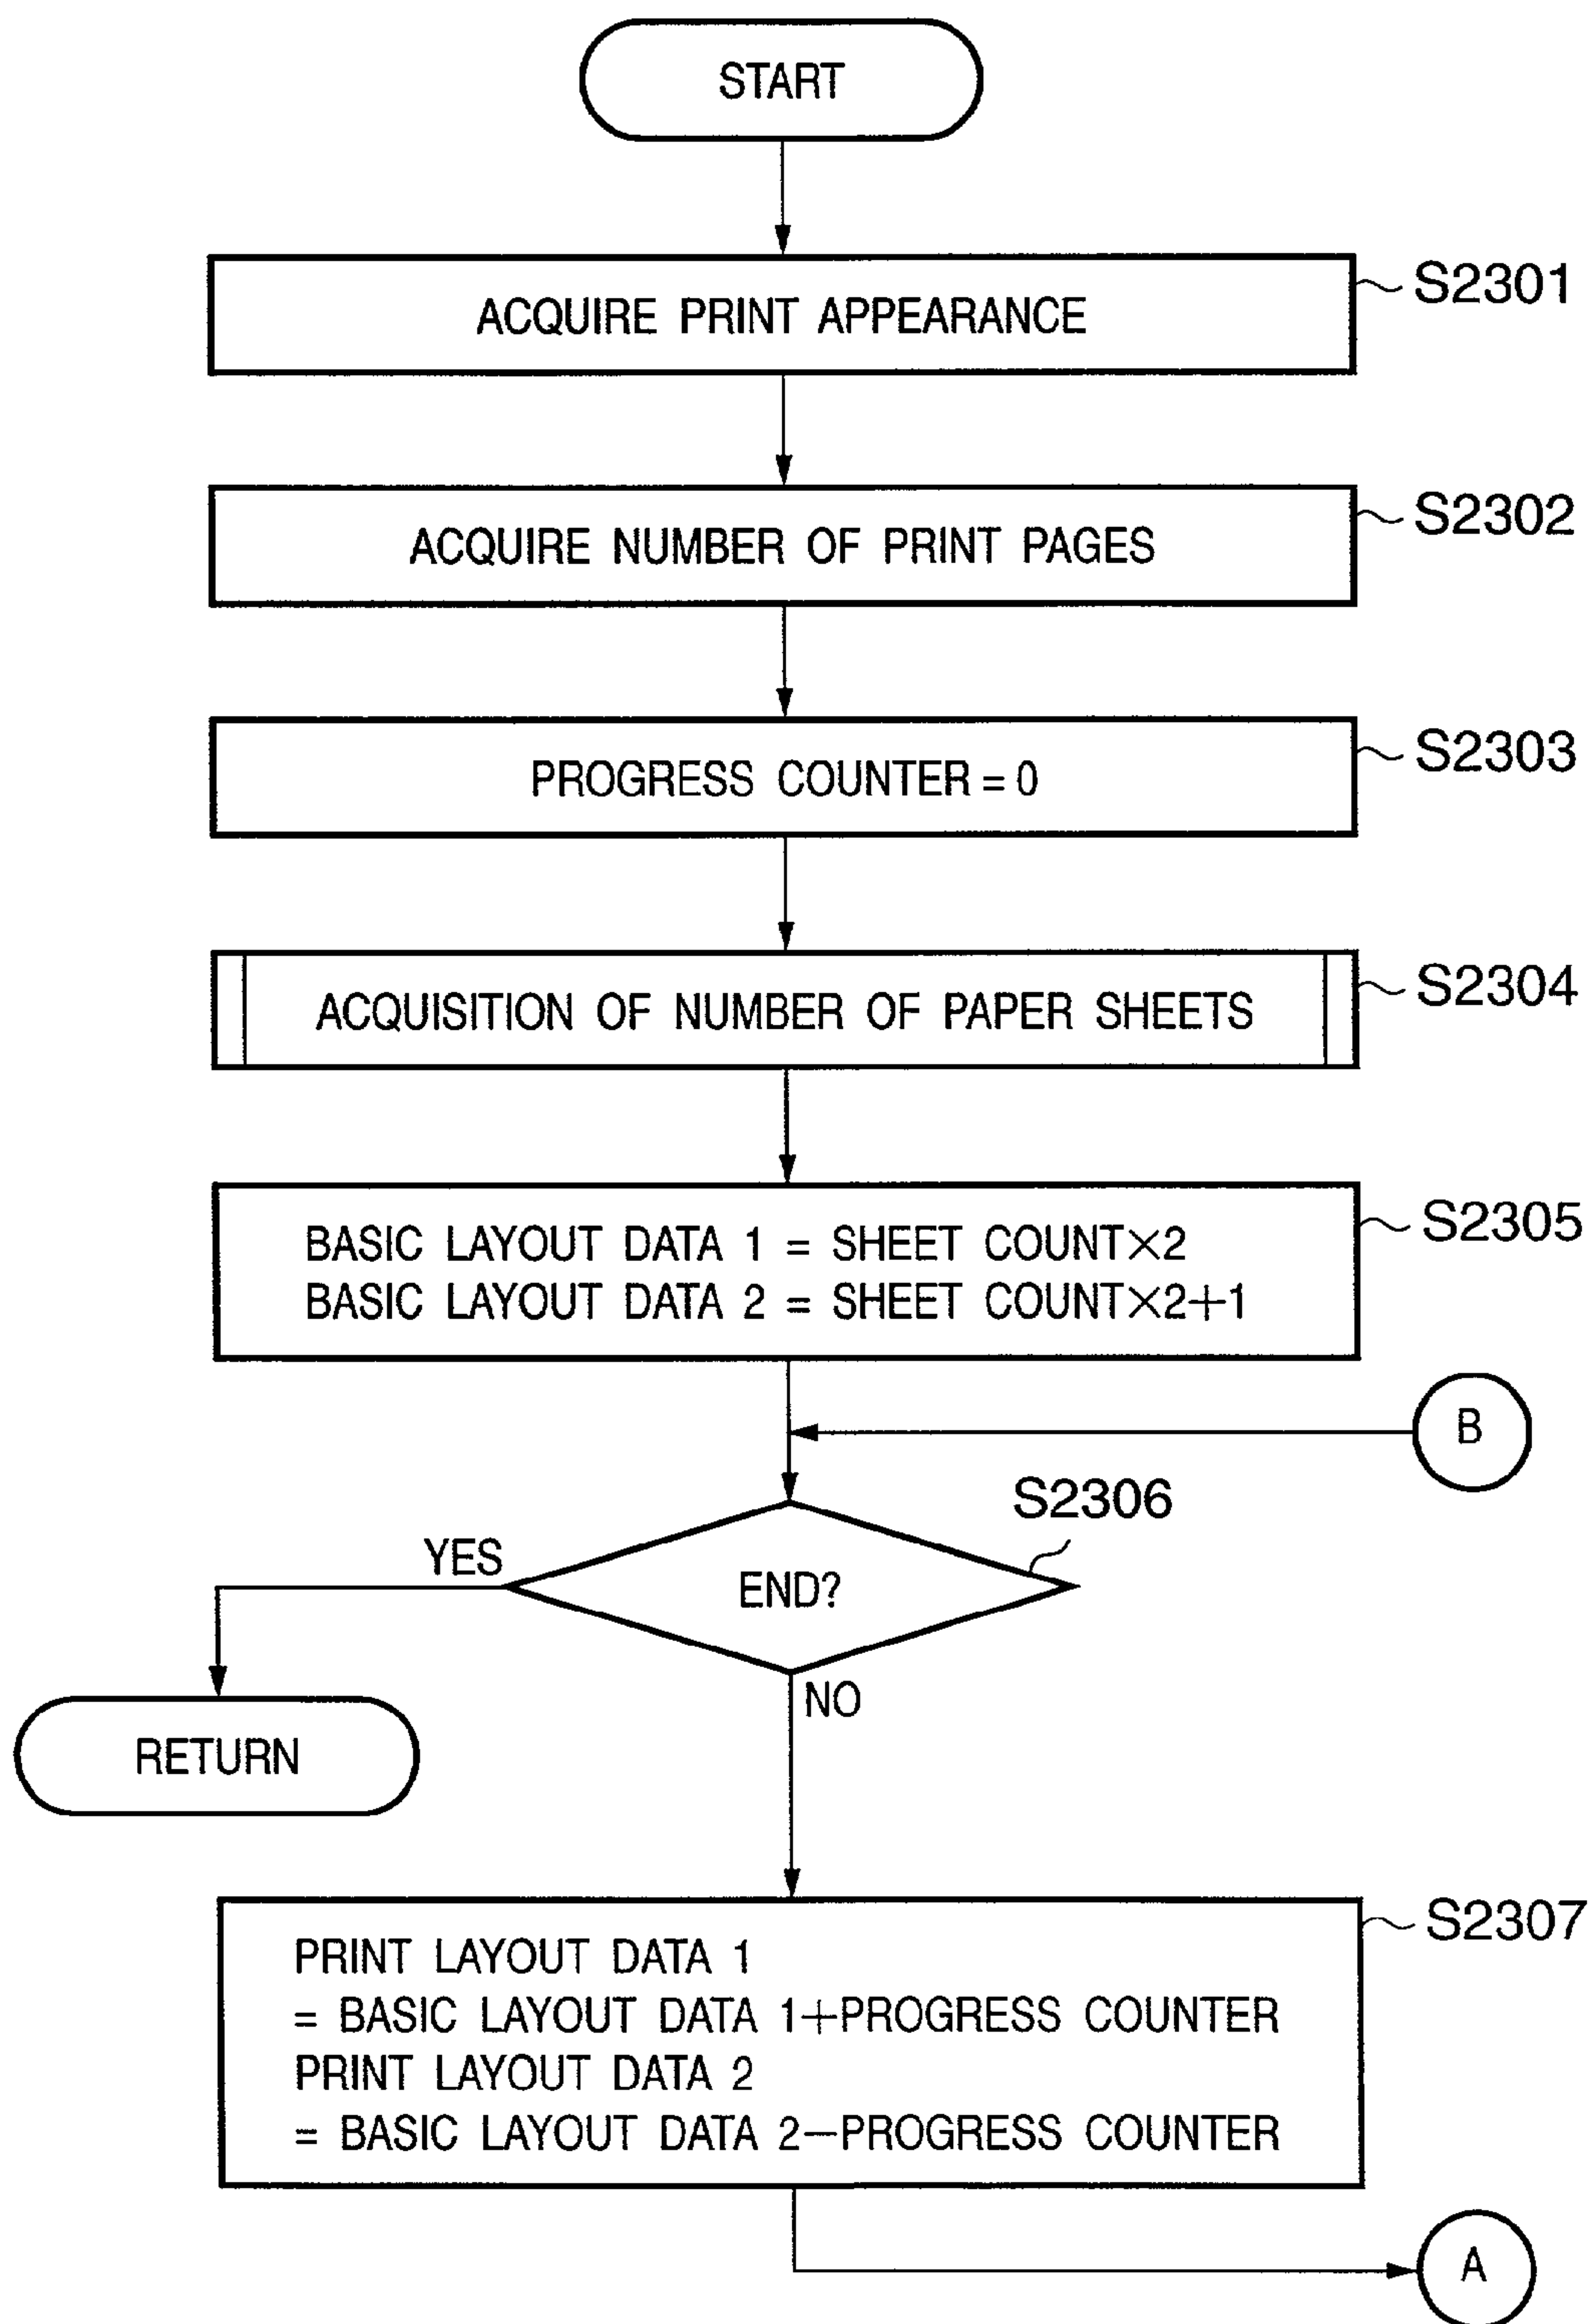 START
ACQUIRE PRINT APPEARANCE
S2301
ACQUIRE NUMBER OF PRINT PAGES
S2302
PROGRESS COUNTER = 0
S2303
ACQUISITION OF NUMBER OF PAPER SHEETS
S2304
BASIC LAYOUT DATA 1 = SHEET COUNT×2
BASIC LAYOUT DATA 2 = SHEET COUNT×2+1
S2305
B
S2306
YES
END?
NO
RETURN
S2307
PRINT LAYOUT DATA 1
= BASIC LAYOUT DATA 1+PROGRESS COUNTER
PRINT LAYOUT DATA 2
= BASIC LAYOUT DATA 2−PROGRESS COUNTER
A